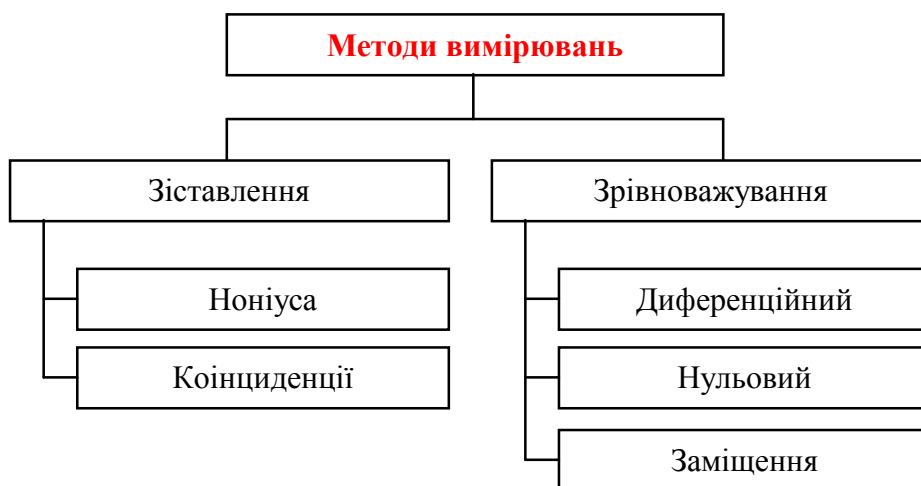 Методи вимірювань
Зіставлення
Ноніуса
Коінциденції
Зрівноважування
Диференційний
Нульовий
Заміщення